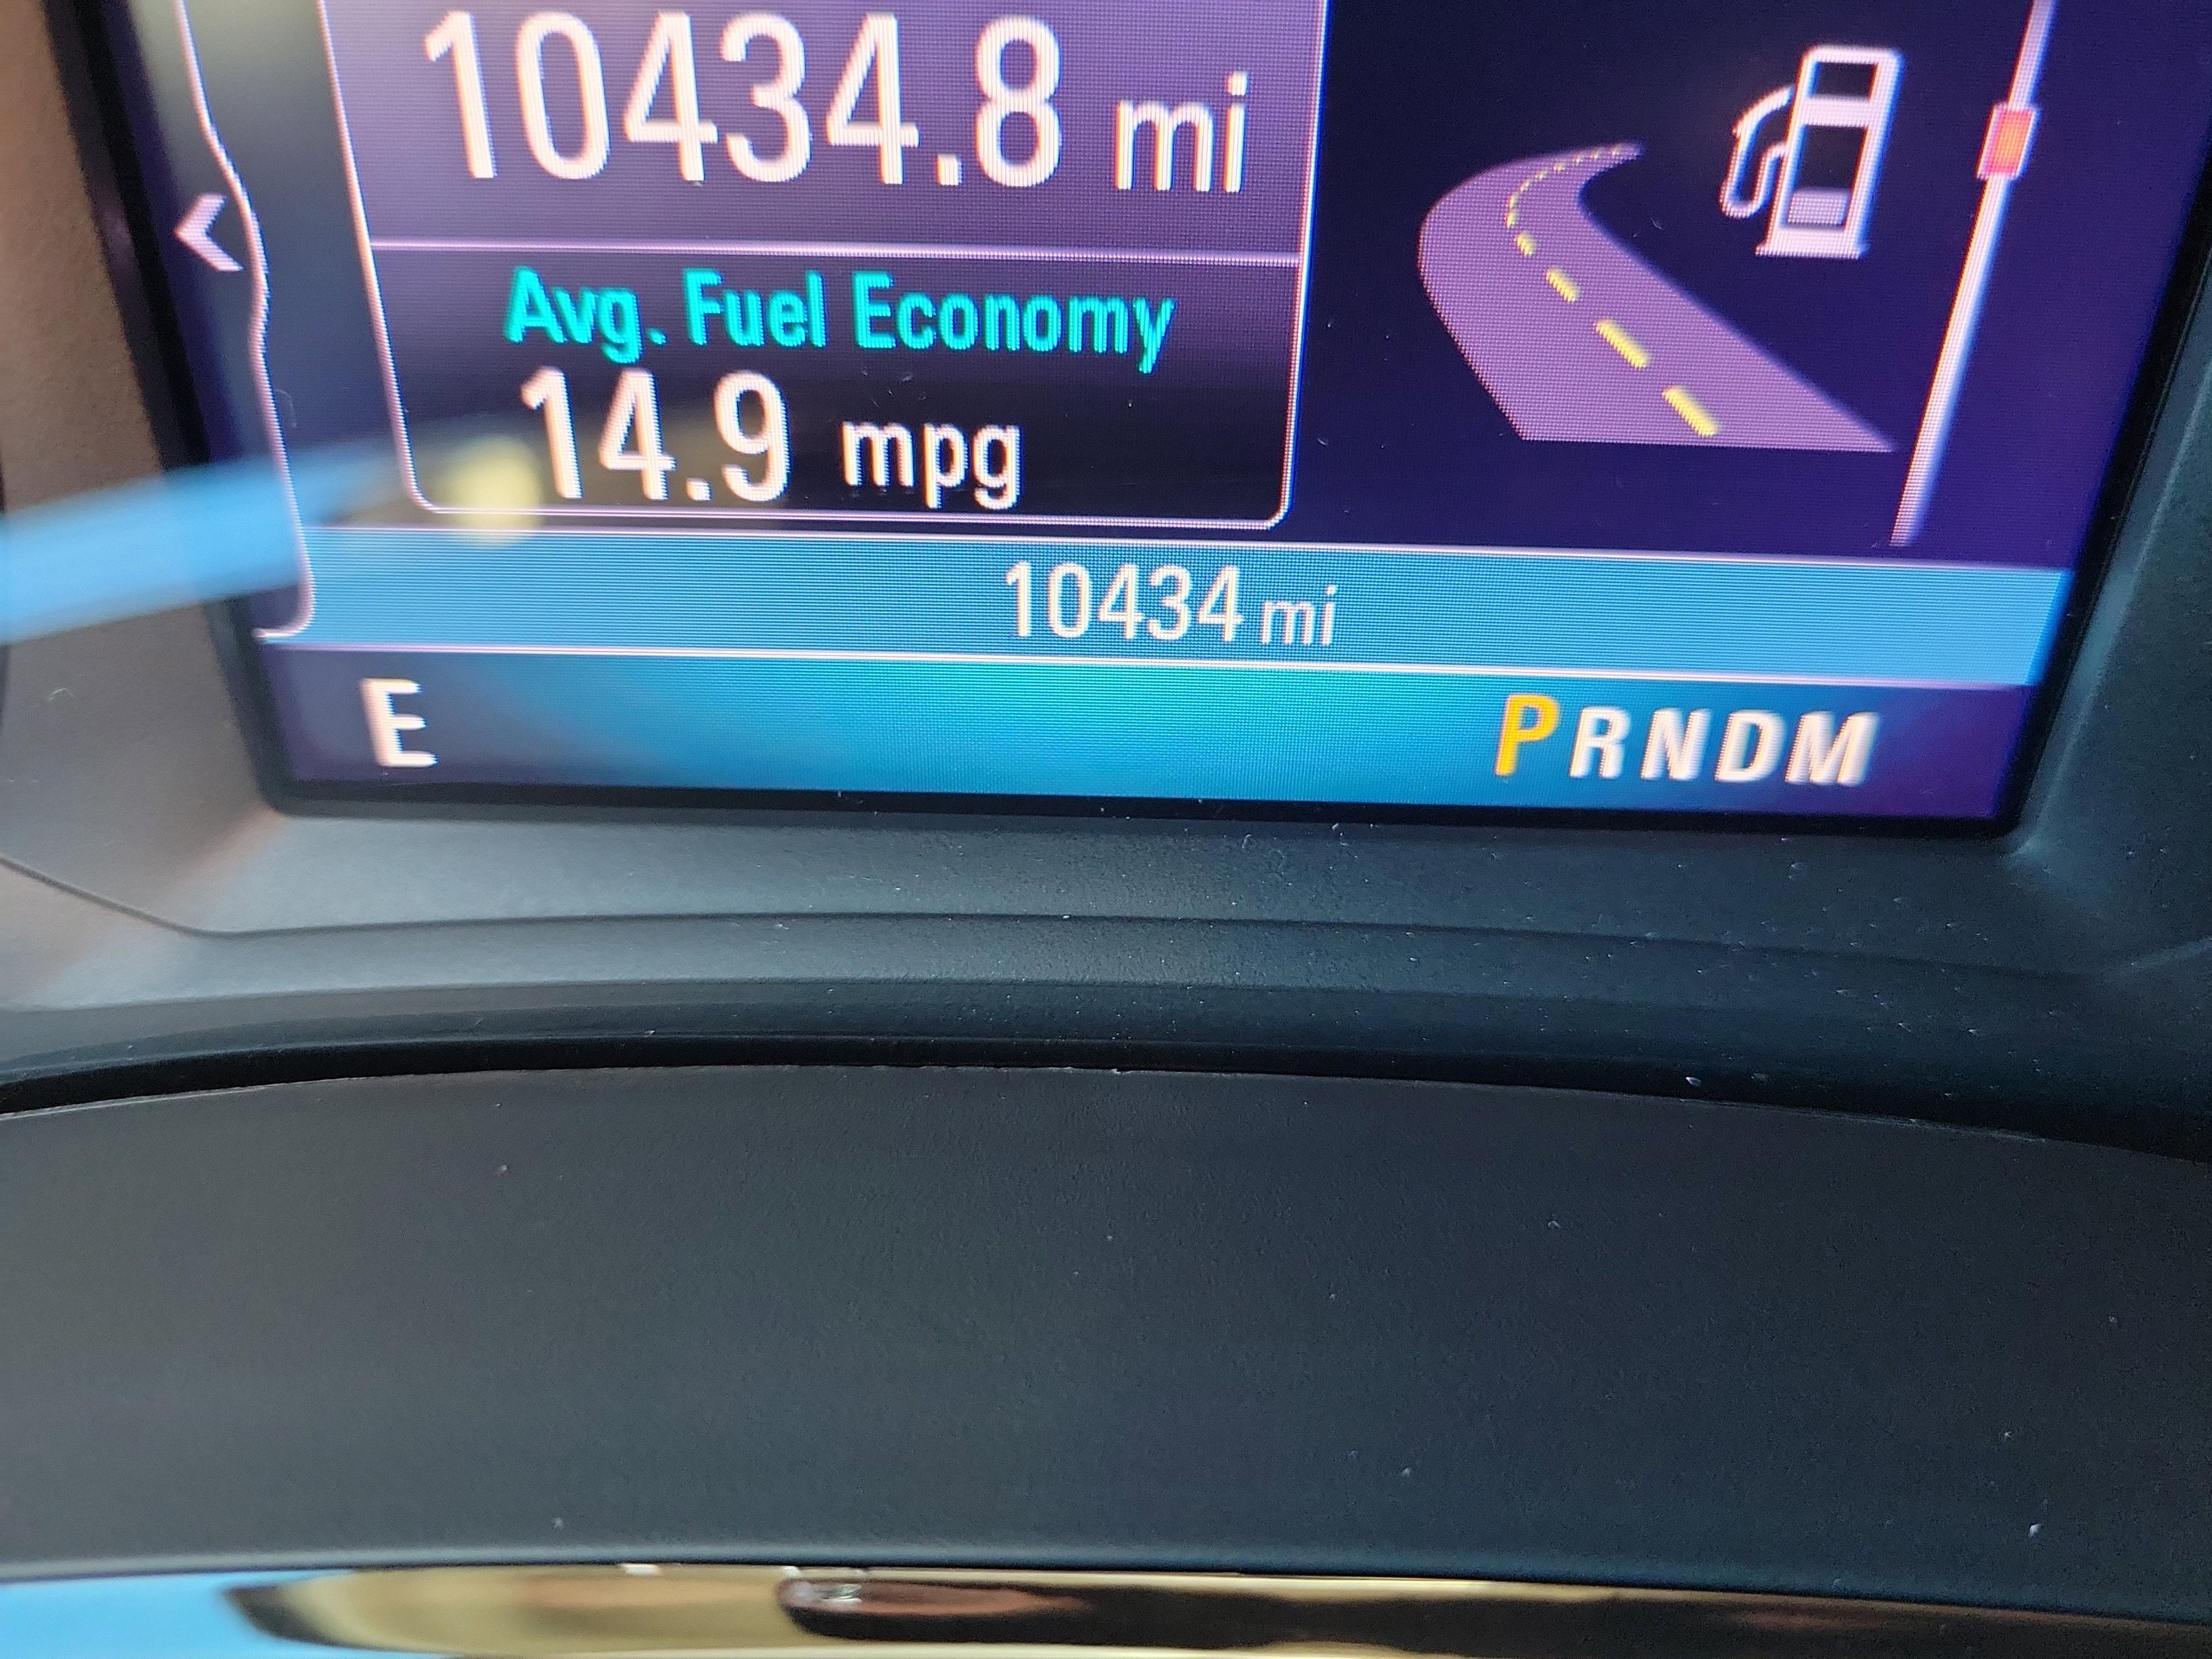 10434.8 mi
Avg. Fuel Economy
14.9 mpg
10434 mi
E
PRNDM